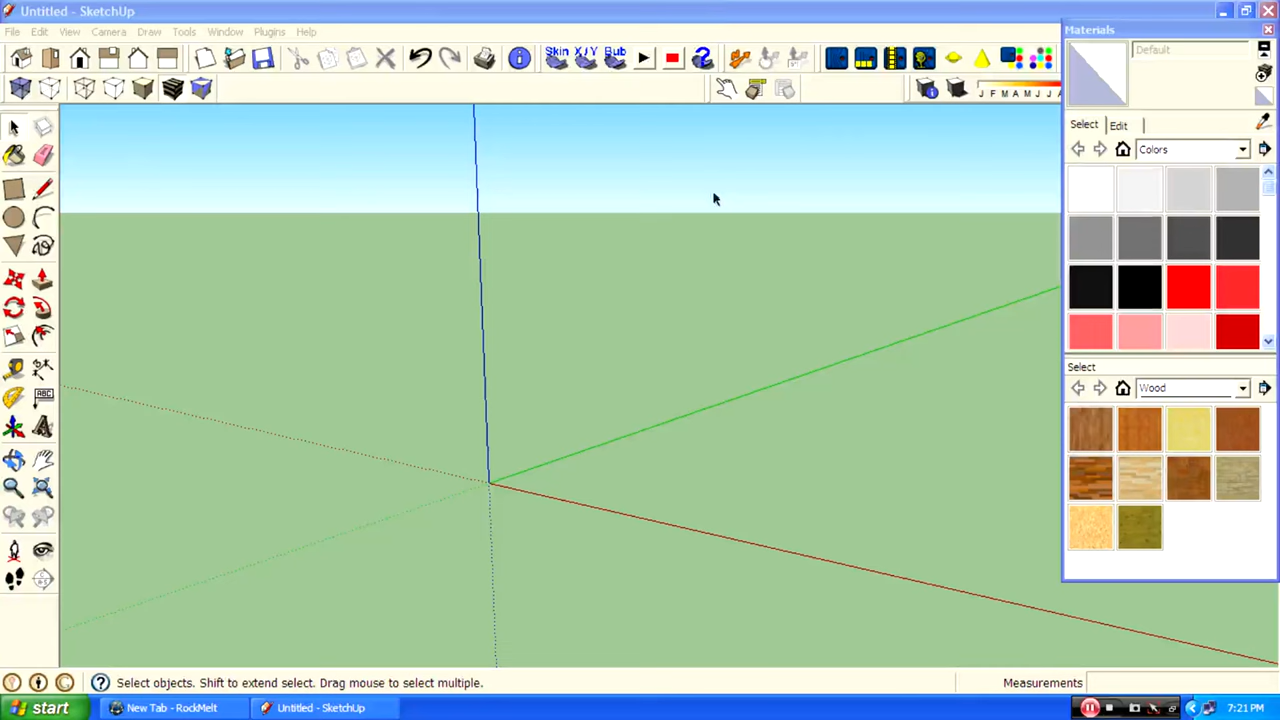 Untitled - SketchUp
File Edit View Camera Draw Tools Window Plugins Help
Skin X/Y Bub
J F M A M J J A
Materials
Default
Select Edit
Colors
Select
Wood
ABC
Select objects. Shift to extend select. Drag mouse to select multiple.
Measurements
start
New Tab - RockMelt
Untitled - SketchUp
7:21 PM